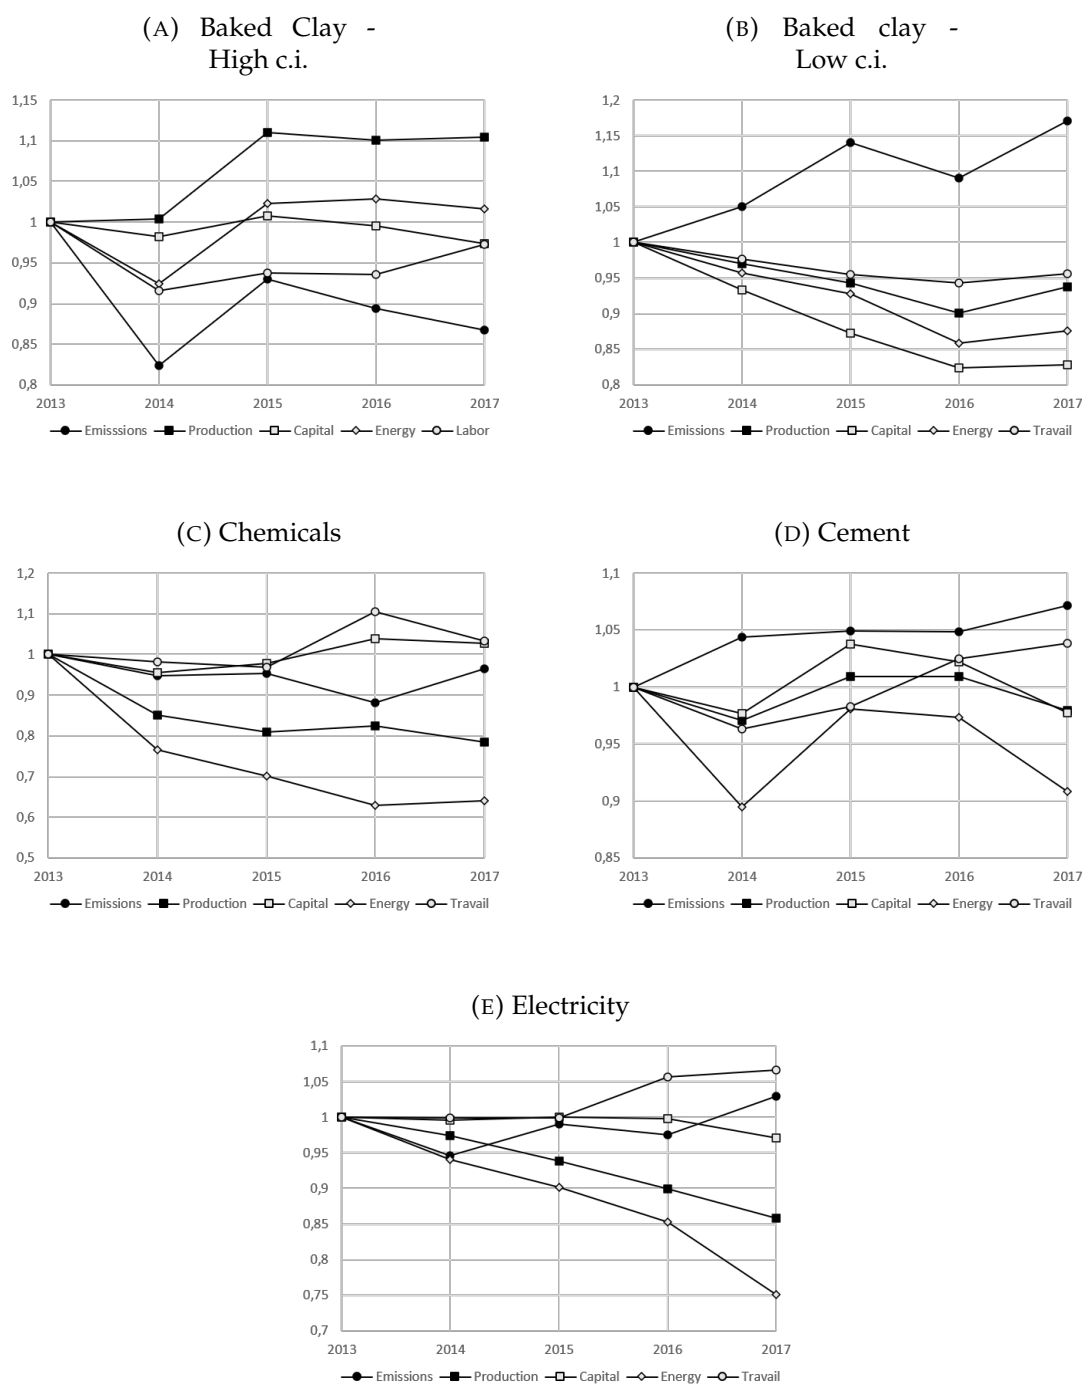 (A) Baked Clay -
High c.i.
1,15
1,1
1,05
1
0,95
0,9
0,85
0,8
2013 2014 2015 2016 2017
Emisssions Production Capital Energy Labor
(B) Baked clay -
Low c.i.
1,2
1,15
1,1
1,05
1
0,95
0,9
0,85
0,8
2013 2014 2015 2016 2017
Emissions Production Capital Energy Travail
(C) Chemicals
1,2
1,1
1
0,9
0,8
0,7
0,6
0,5
2013 2014 2015 2016 2017
Emissions Production Capital Energy Travail
(D) Cement
1,1
1,05
1
0,95
0,9
0,85
2013 2014 2015 2016 2017
Emissions Production Capital Energy Travail
(E) Electricity
1,1
1,05
1
0,95
0,9
0,85
0,8
0,75
0,7
2013 2014 2015 2016 2017
Emissions Production Capital Energy Travail